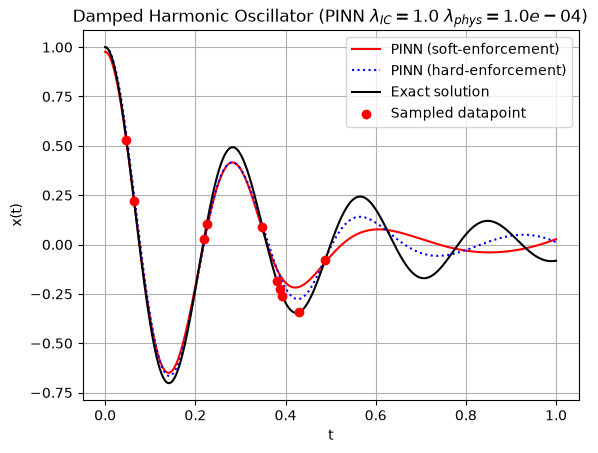 Damped Harmonic Oscillator (PINN λ_IC = 1.0 λ_phys = 1.0e − 04)
PINN (soft-enforcement)
PINN (hard-enforcement)
Exact solution
Sampled datapoint
x(t)
1.00
0.75
0.50
0.25
0.00
−0.25
−0.50
−0.75
0.0 0.2 0.4 0.6 0.8 1.0
t